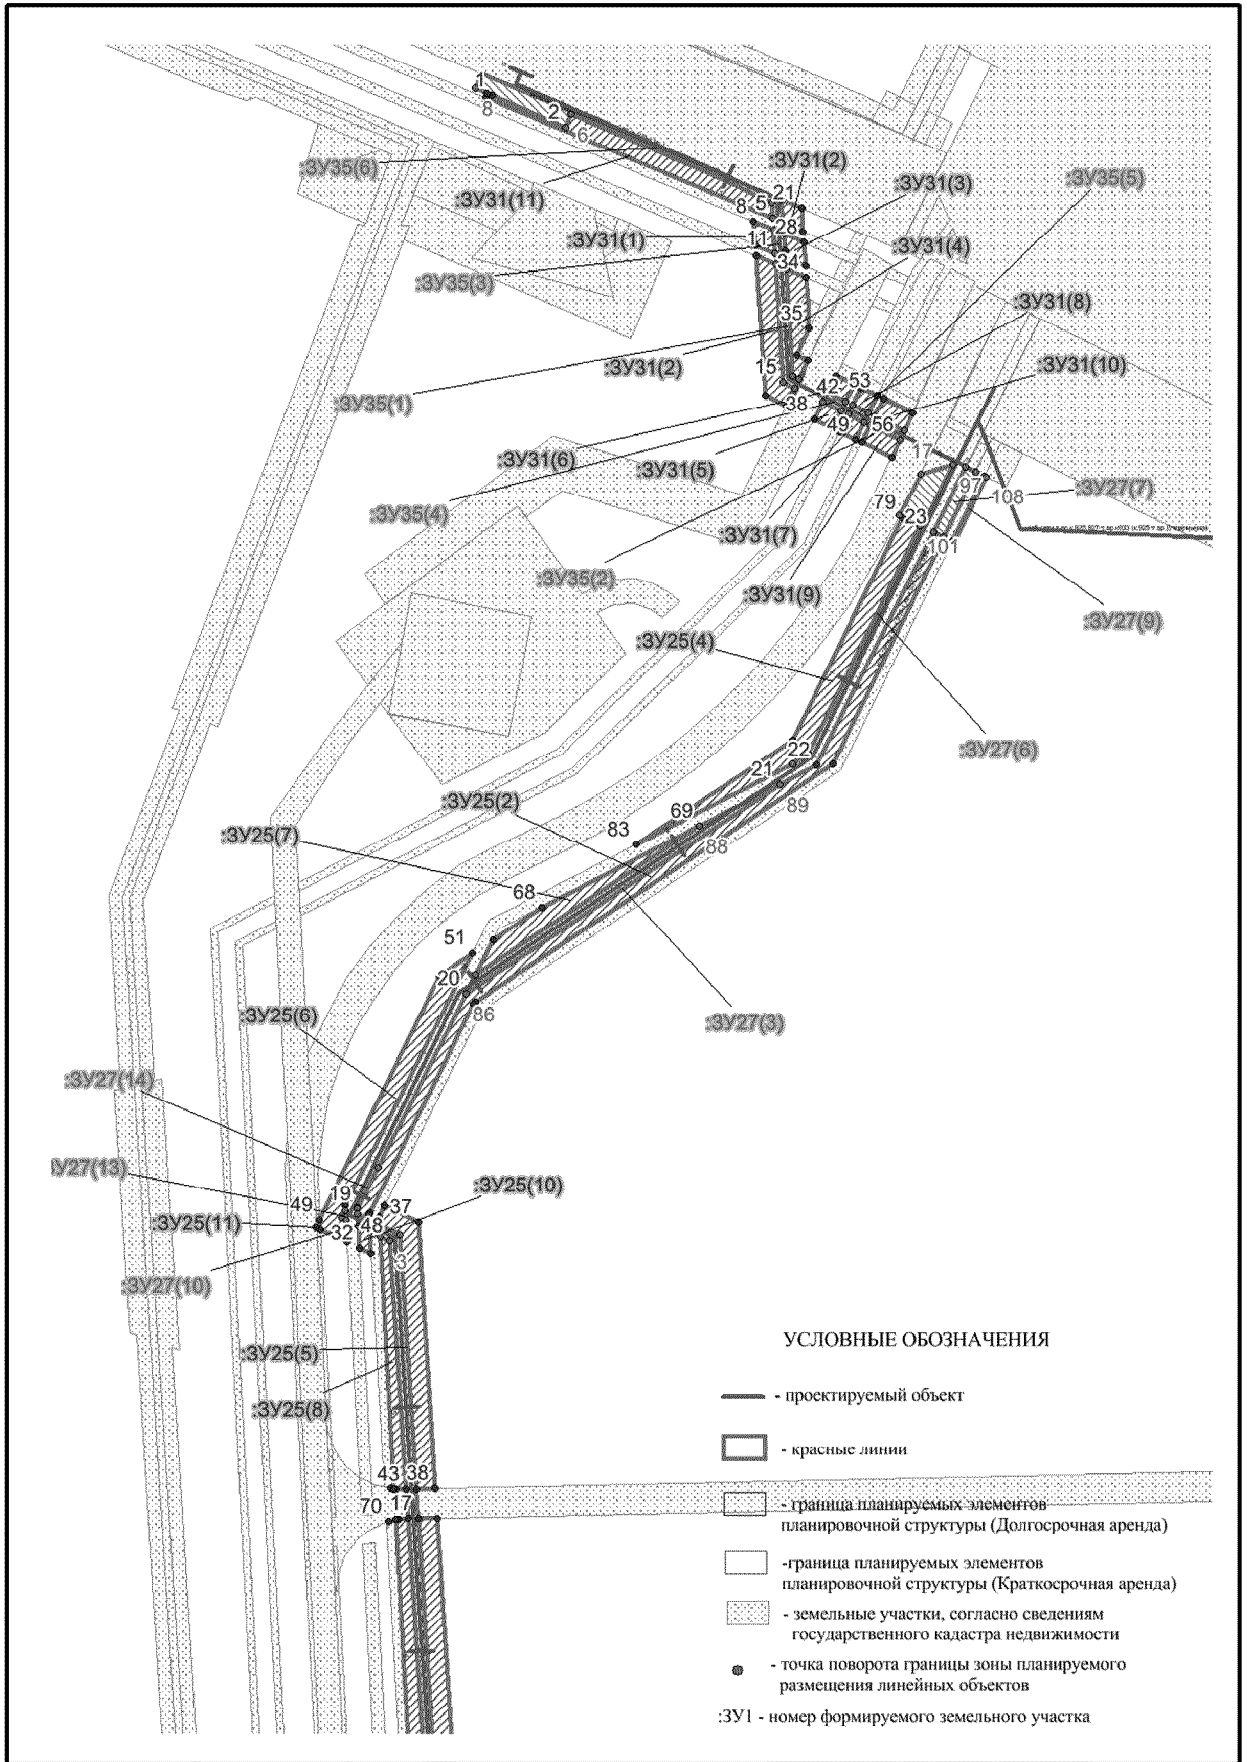 1
8
2
6
:ЗУ35(6)
:ЗУ31(11)
:ЗУ31(2)
:ЗУ31(3)
:ЗУ35(5)
21
5
8
28
11
34
:ЗУ31(1)
:ЗУ35(3)
:ЗУ31(4)
:ЗУ31(8)
35
:ЗУ31(2)
:ЗУ31(10)
15
53
42
38
:ЗУ35(1)
49
56
17
:ЗУ31(6)
:ЗУ31(5)
97
108
:ЗУ27(7)
79
23
:ЗУ35(4)
:ЗУ31(7)
101
:ЗУ35(2)
:ЗУ31(9)
:ЗУ27(9)
:ЗУ25(4)
22
21
:ЗУ27(6)
89
:ЗУ25(2)
69
83
88
:ЗУ25(7)
68
51
20
86
:ЗУ25(6)
:ЗУ27(3)
:ЗУ27(14)
ЗУ27(13)
19
49
37
:ЗУ25(10)
:ЗУ25(11)
32
48
3
:ЗУ27(10)
:ЗУ25(5)
:ЗУ25(8)
43
38
70
17
УСЛОВНЫЕ ОБОЗНАЧЕНИЯ
- проектируемый объект
- красные линии
- граница планируемых элементов
планировочной структуры (Долгосрочная аренда)
-граница планируемых элементов
планировочной структуры (Краткосрочная аренда)
- земельные участки, согласно сведениям
государственного кадастра недвижимости
- точка поворота границы зоны планируемого
размещения линейных объектов
:ЗУ1 - номер формируемого земельного участка